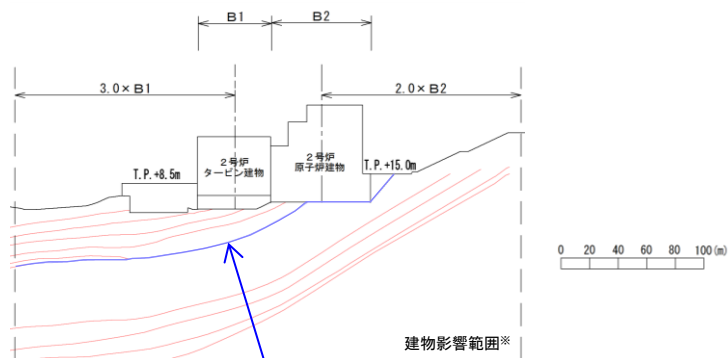 B1
B2
3.0×B1
2.0×B2
2号炉
タービン建物
2号炉
原子炉建物
T.P.+8.5m
T.P.+15.0m
0 20 40 60 80 100(m)
建物影響範囲※